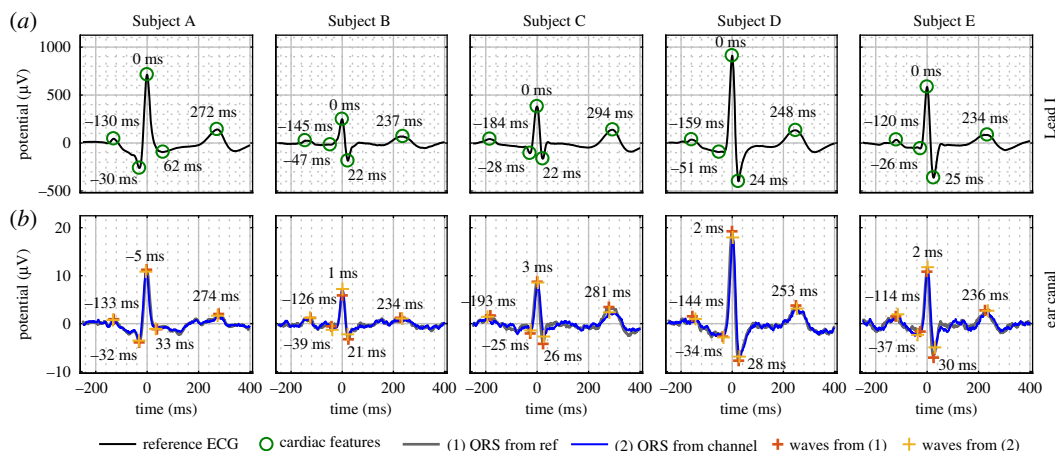 (a) Subject A Subject B Subject C Subject D Subject E
potential (µV)
1000
500
0
−500
−130 ms
−30 ms
0 ms
62 ms
272 ms
−145 ms
−47 ms
0 ms
22 ms
237 ms
−184 ms
−28 ms
0 ms
22 ms
294 ms
−159 ms
−51 ms
0 ms
24 ms
248 ms
−120 ms
−26 ms
0 ms
25 ms
234 ms
Lead I
(b)
potential (µV)
20
10
0
−10
−133 ms
−32 ms
−5 ms
33 ms
274 ms
−126 ms
−39 ms
1 ms
21 ms
234 ms
−193 ms
−25 ms
3 ms
26 ms
281 ms
−144 ms
−34 ms
2 ms
28 ms
253 ms
−114 ms
−37 ms
2 ms
30 ms
236 ms
ear canal
−200 0 200 400 −200 0 200 400 −200 0 200 400 −200 0 200 400 −200 0 200 400
time (ms) time (ms) time (ms) time (ms) time (ms)
reference ECG cardiac features (1) QRS from ref (2) QRS from channel waves from (1) waves from (2)